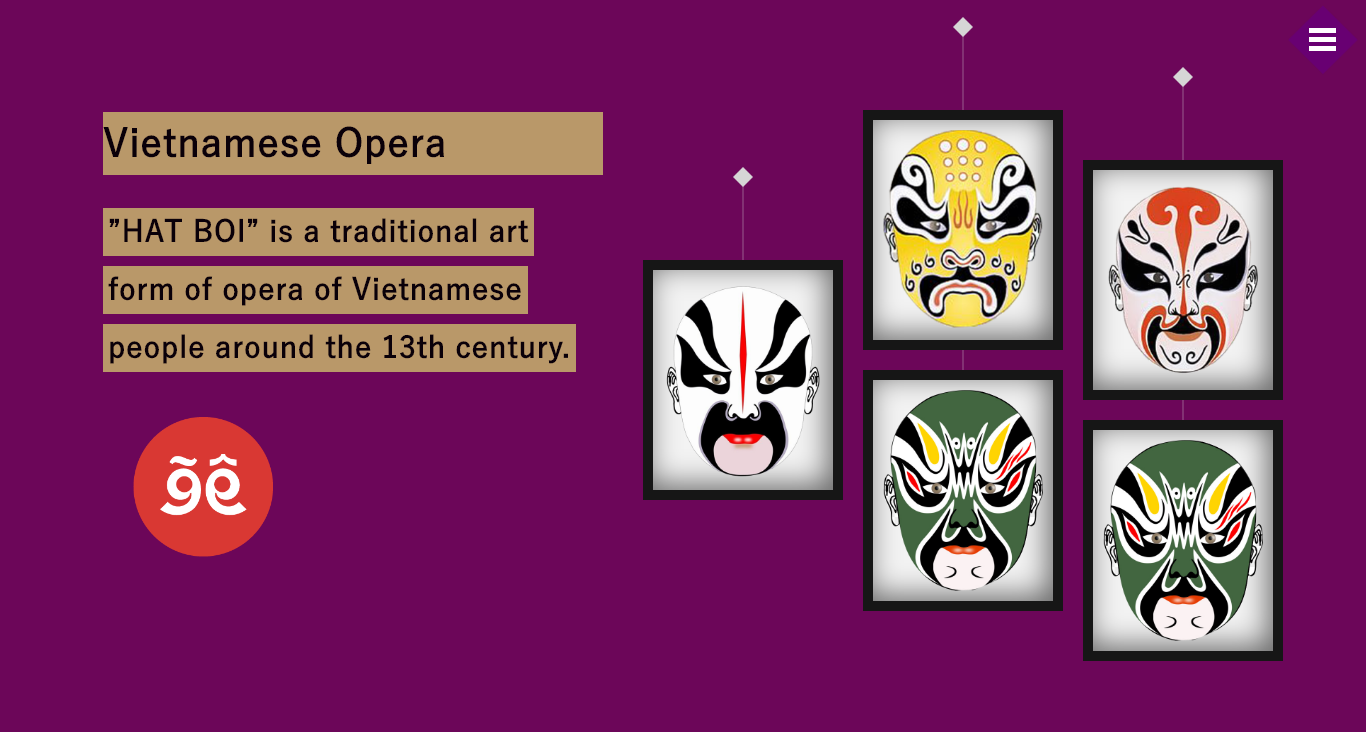 Vietnamese Opera
”HAT BOI” is a traditional art
form of opera of Vietnamese
people around the 13th century.